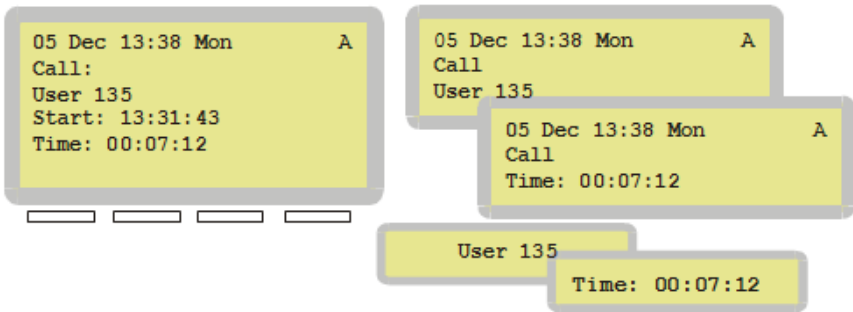 05 Dec 13:38 Mon A
Call:
User 135
Start: 13:31:43
Time: 00:07:12
05 Dec 13:38 Mon A
Call
User 135
05 Dec 13:38 Mon A
Call
Time: 00:07:12
User 135
Time: 00:07:12